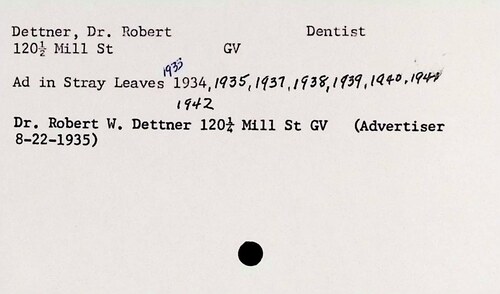 Dettner, Dr. Robert Dentist
120½ Mill St GV
Ad in Stray Leaves 1933 1934, 1935, 1937, 1938, 1939, 1940, 1941
1942
Dr. Robert W. Dettner 120¼ Mill St GV (Advertiser
8-22-1935)